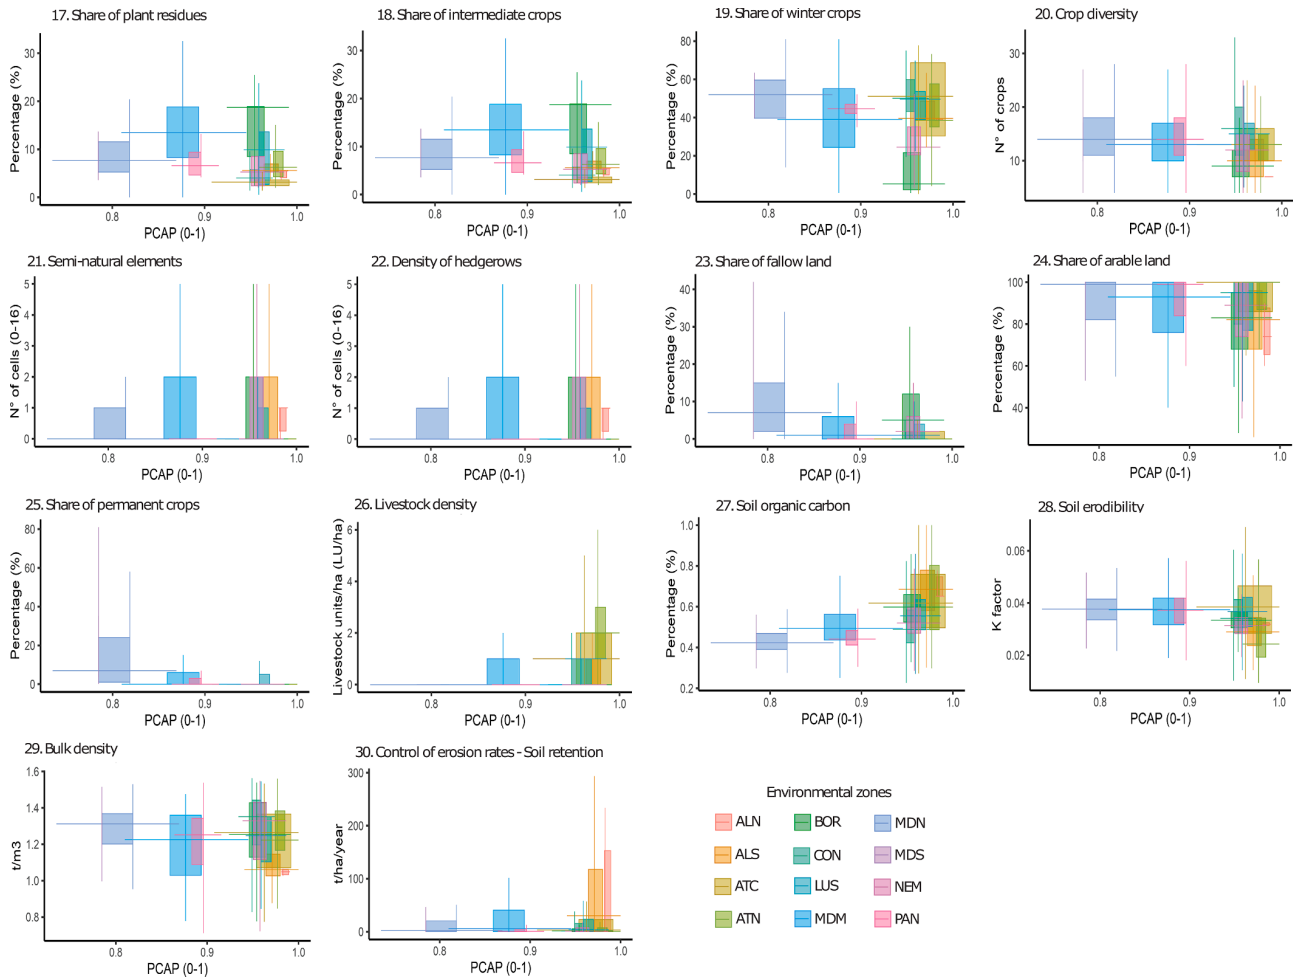 17. Share of plant residues
Percentage (%)
30
20
10
0
0.8 0.9 1.0
PCAP (0-1)
18. Share of intermediate crops
Percentage (%)
30
20
10
0
0.8 0.9 1.0
PCAP (0-1)
19. Share of winter crops
Percentage (%)
80
60
40
20
0
0.8 0.9 1.0
PCAP (0-1)
20. Crop diversity
N° of crops
30
20
10
0.8 0.9 1.0
PCAP (0-1)
21. Semi-natural elements
N° of cells (0-16)
5
4
3
2
1
0
0.8 0.9 1.0
PCAP (0-1)
22. Density of hedgerows
N° of cells (0-16)
5
4
3
2
1
0
0.8 0.9 1.0
PCAP (0-1)
23. Share of fallow land
Percentage (%)
40
30
20
10
0
0.8 0.9 1.0
PCAP (0-1)
24. Share of arable land
Percentage (%)
100
80
60
40
0.8 0.9 1.0
PCAP (0-1)
25. Share of permanent crops
Percentage (%)
80
60
40
20
0
0.8 0.9 1.0
PCAP (0-1)
26. Livestock density
Livestock units/ha (LU/ha)
6
4
2
0
0.8 0.9 1.0
PCAP (0-1)
27. Soil organic carbon
Percentage (%)
1.0
0.8
0.6
0.4
0.2
0.8 0.9 1.0
PCAP (0-1)
28. Soil erodibility
K factor
0.06
0.04
0.02
0.8 0.9 1.0
PCAP (0-1)
29. Bulk density
t/m3
1.6
1.4
1.2
1.0
0.8
0.8 0.9 1.0
PCAP (0-1)
30. Control of erosion rates - Soil retention
t/ha/year
300
200
100
0
0.8 0.9 1.0
PCAP (0-1)
Environmental zones
ALN BOR MDN
ALS CON MDS
ATC LUS NEM
ATN MDM PAN